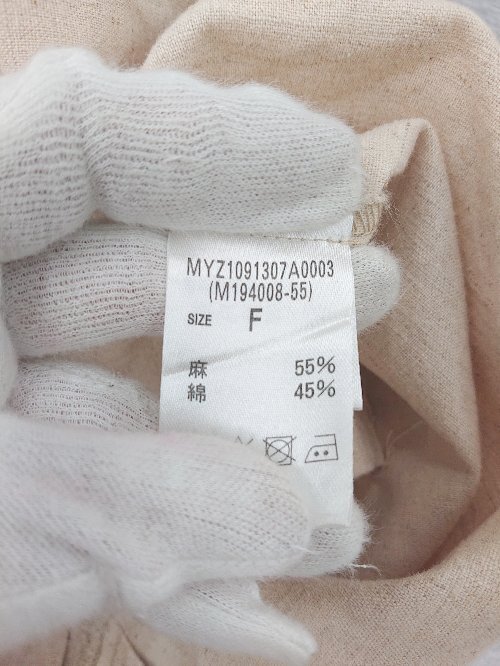 MYZ1091307A0003
(M194008-55)
SIZE F
麻 55%
綿 45%